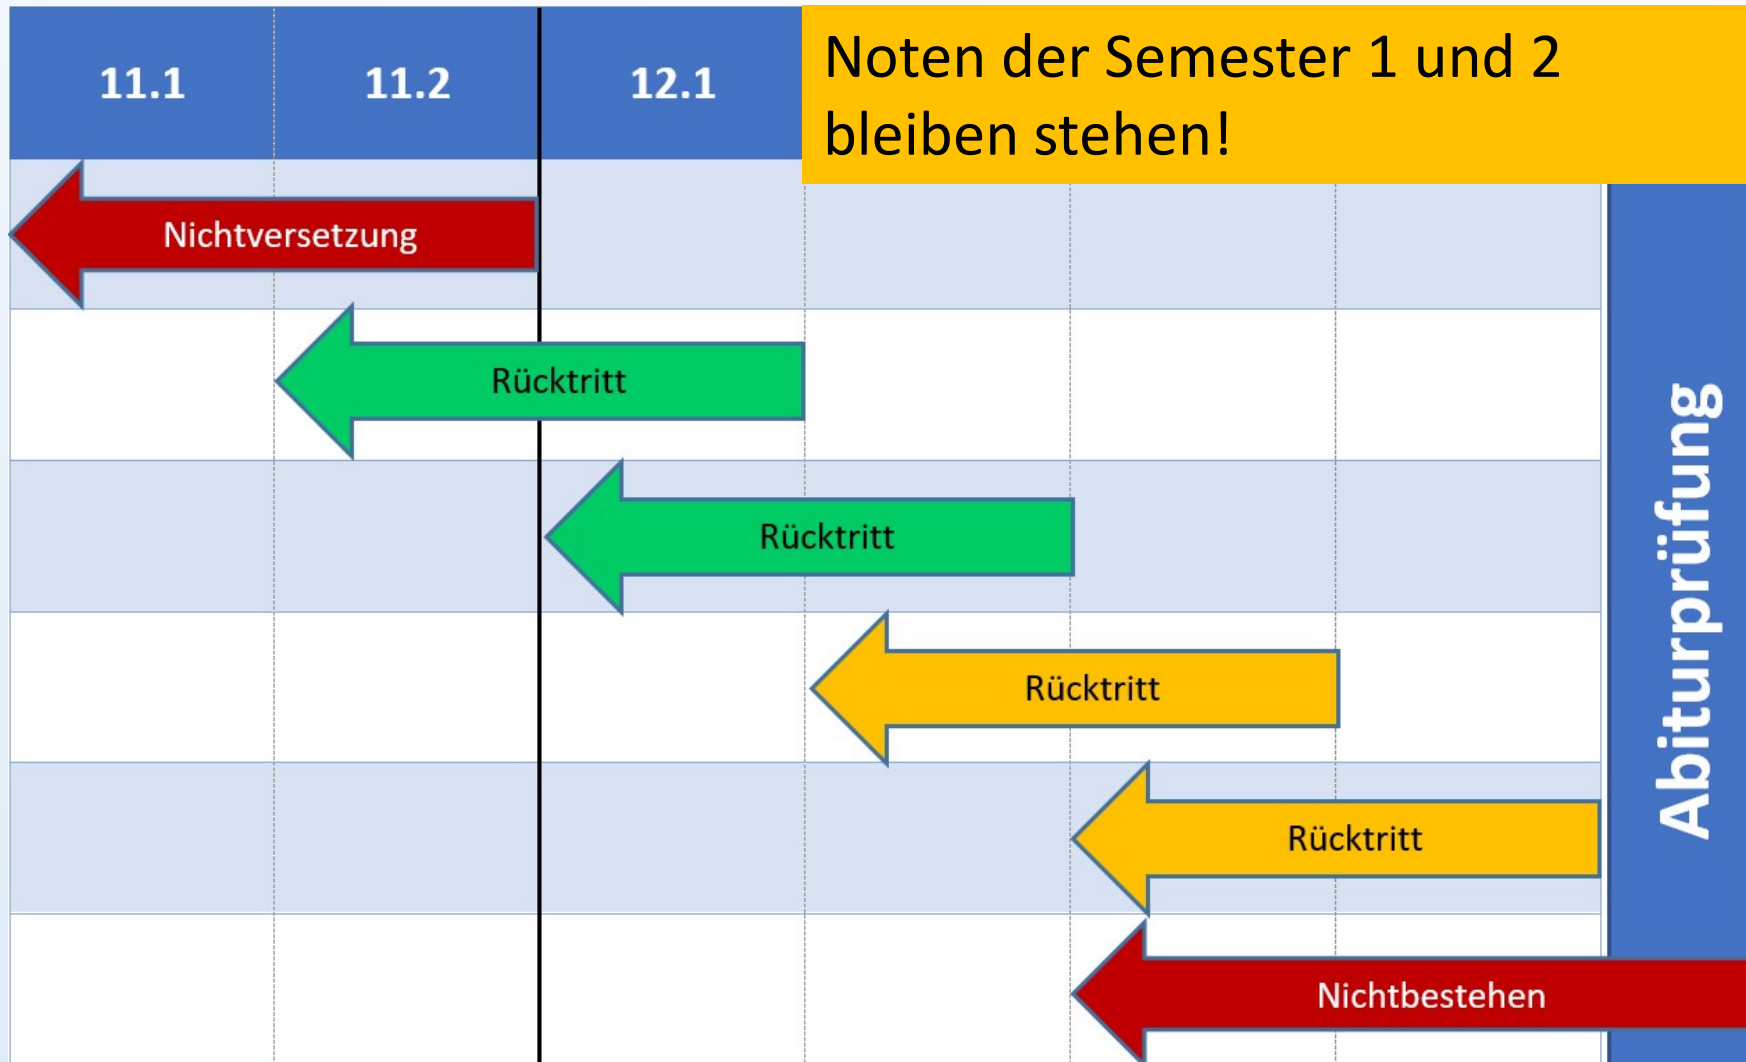 11.1
11.2
12.1
Noten der Semester 1 und 2
bleiben stehen!
Nichtversetzung
Rücktritt
Rücktritt
Rücktritt
Rücktritt
Nichtbestehen
Abiturprüfung